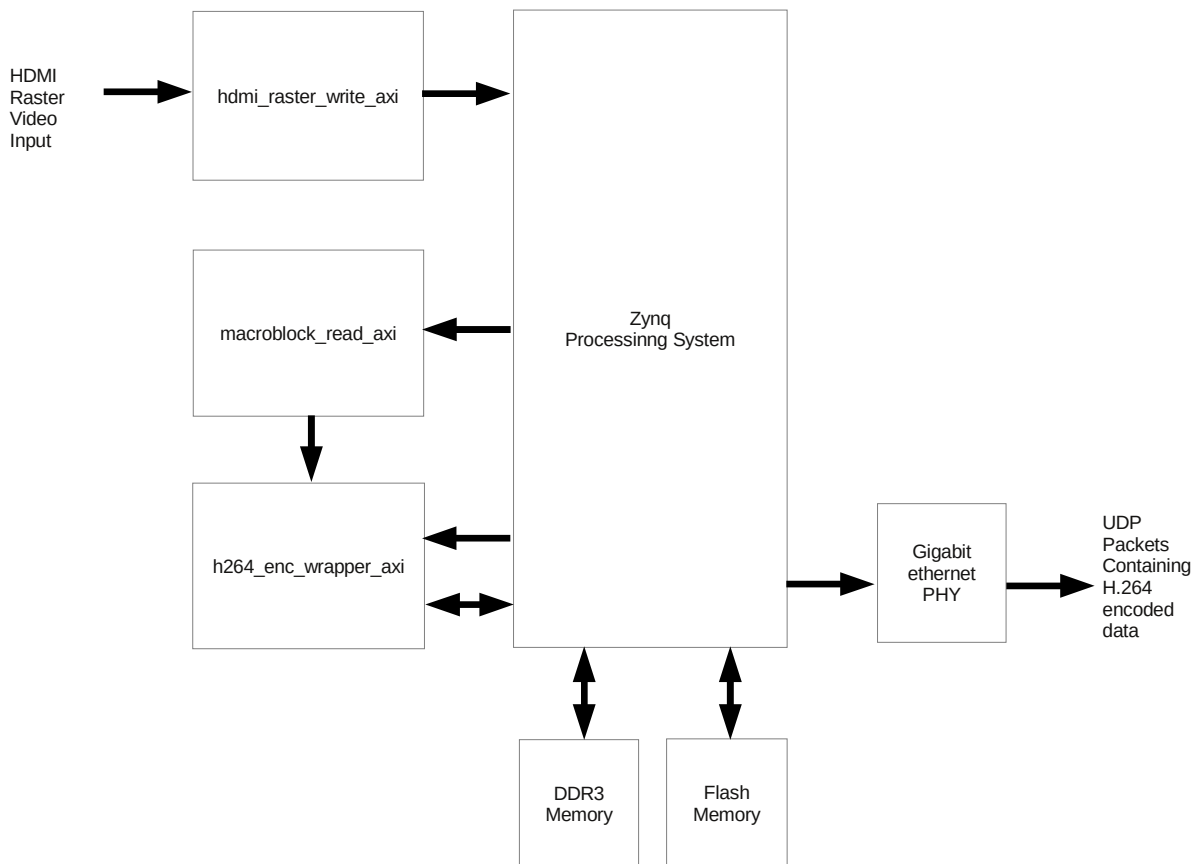 HDMI
Raster
Video
Input
hdmi_raster_write_axi
macroblock_read_axi
Zynq
Processinng System
h264_enc_wrapper_axi
Gigabit
ethernet
PHY
UDP
Packets
Containing
H.264
encoded
data
DDR3
Memory
Flash
Memory